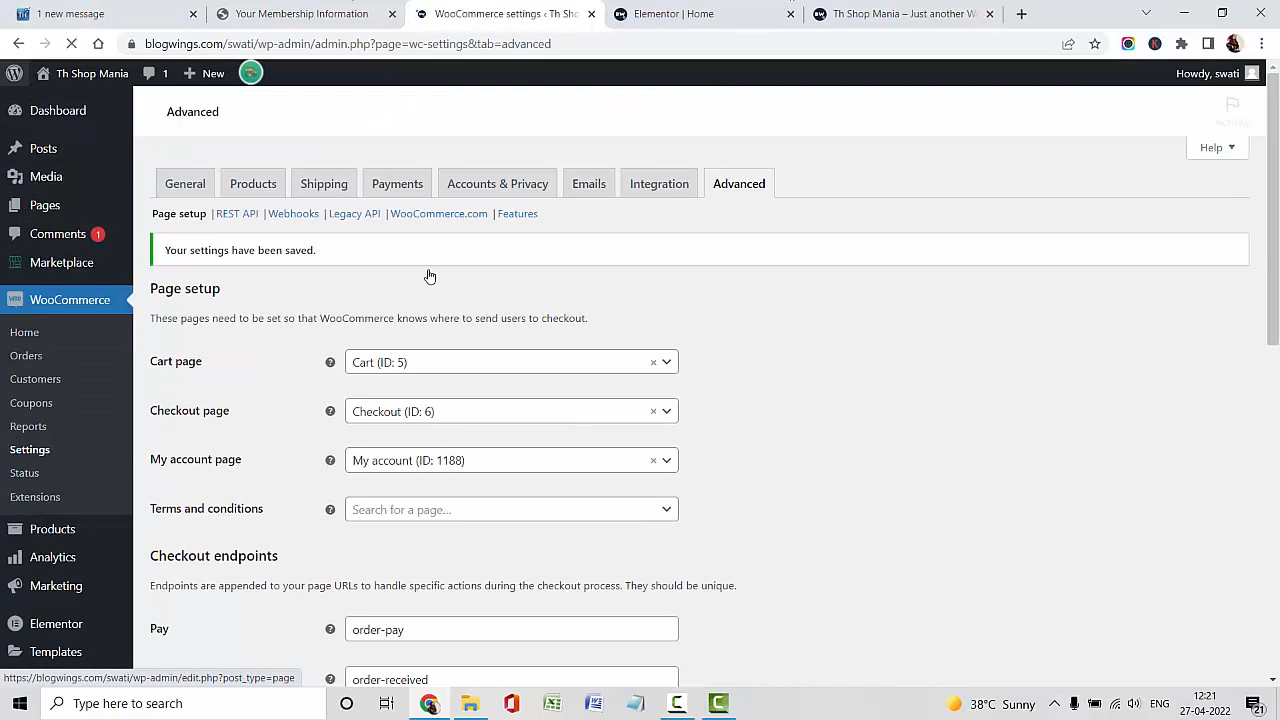 1 new message
Your Membership Information
WooCommerce settings ‹ Th Sh
Elementor | Home
Th Shop Mania – Just another W
blogwings.com/swati/wp-admin/admin.php?page=wc-settings&tab=advanced
Th Shop Mania
1
New
Howdy, swati
Dashboard
Posts
Media
Pages
Comments 1
Marketplace
WooCommerce
Home
Orders
Customers
Coupons
Reports
Settings
Status
Extensions
Products
Analytics
Marketing
Elementor
Templates
Advanced
Activity
Help
General
Products
Shipping
Payments
Accounts & Privacy
Emails
Integration
Advanced
Page setup | REST API | Webhooks | Legacy API | WooCommerce.com | Features
Your settings have been saved.
Page setup
These pages need to be set so that WooCommerce knows where to send users to checkout.
Cart page
Cart (ID: 5)
Checkout page
Checkout (ID: 6)
My account page
My account (ID: 1188)
Terms and conditions
Search for a page...
Checkout endpoints
Endpoints are appended to your page URLs to handle specific actions during the checkout process. They should be unique.
Pay
order-pay
order-received
https://blogwings.com/swati/wp-admin/edit.php?post_type=page
Type here to search
38°C Sunny
ENG
12:21
27-04-2022
21